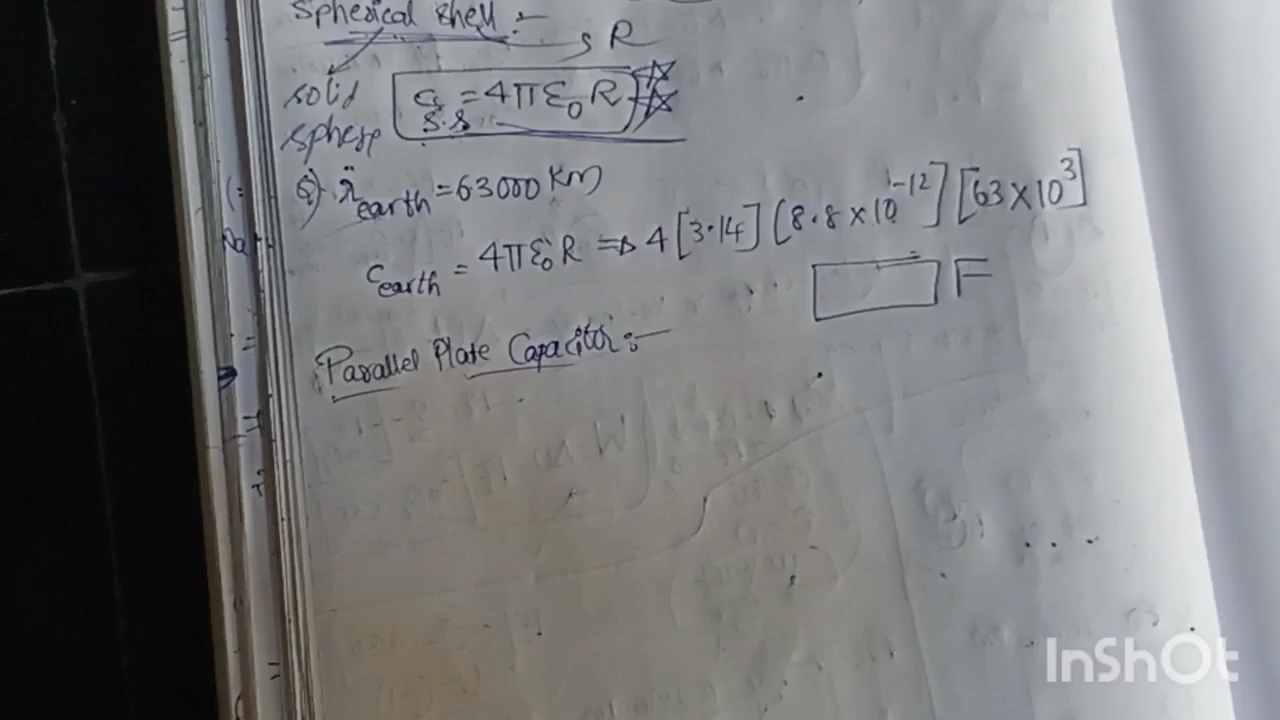 Spherical shell :-
R
solid
sphere
C = 4πε₀R
s.s
Q) r earth = 63000 Km
C earth = 4πε₀R ⇒ 4[3.14][8.8×10⁻¹²][63×10³]
F
Parallel Plate Capacitor :-
InShOt